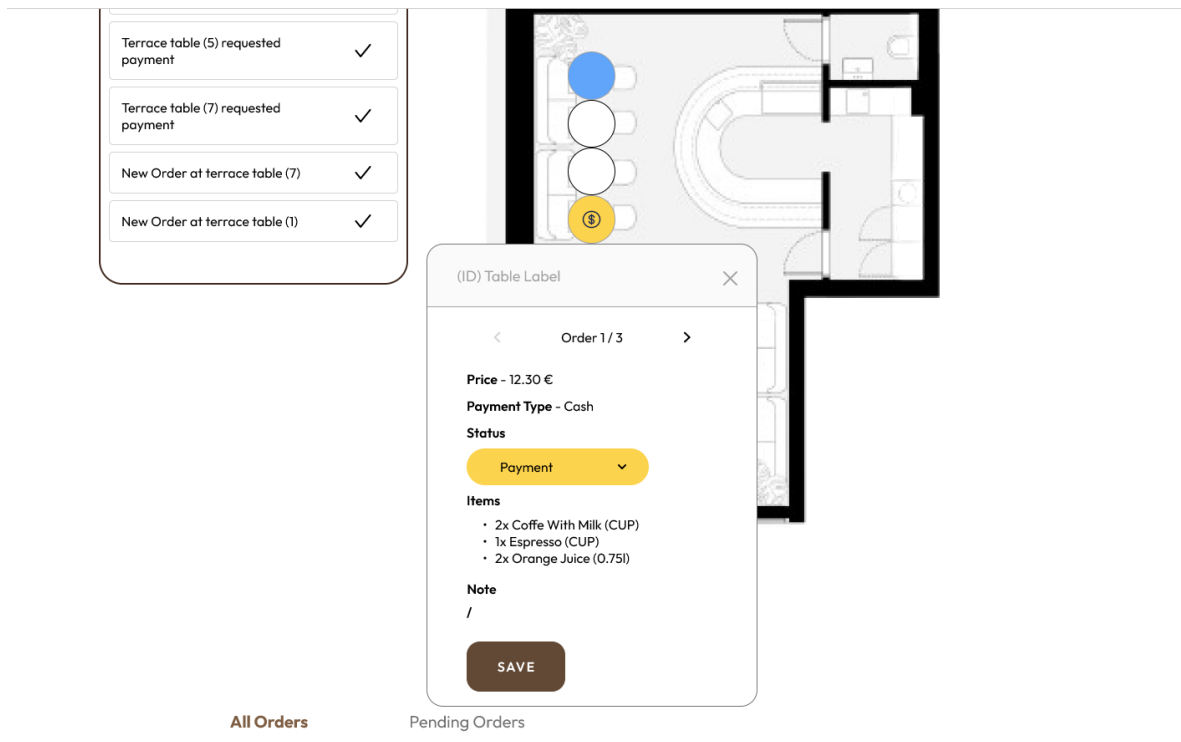 Terrace table (5) requested
payment
Terrace table (7) requested
payment
New Order at terrace table (7)
New Order at terrace table (1)
$
(ID) Table Label
Order 1 / 3
Price - 12.30 €
Payment Type - Cash
Status
Payment
Items
• 2x Coffe With Milk (CUP)
• 1x Espresso (CUP)
• 2x Orange Juice (0.75l)
Note
/
SAVE
All Orders
Pending Orders